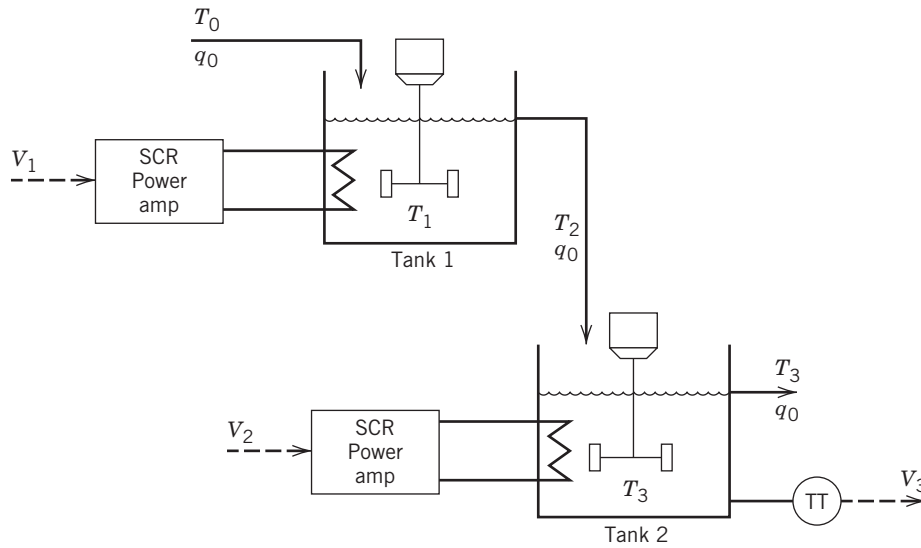 T0
q0
V1
SCR
Power
amp
T1
Tank 1
T2
q0
V2
SCR
Power
amp
T3
Tank 2
T3
q0
TT
V3